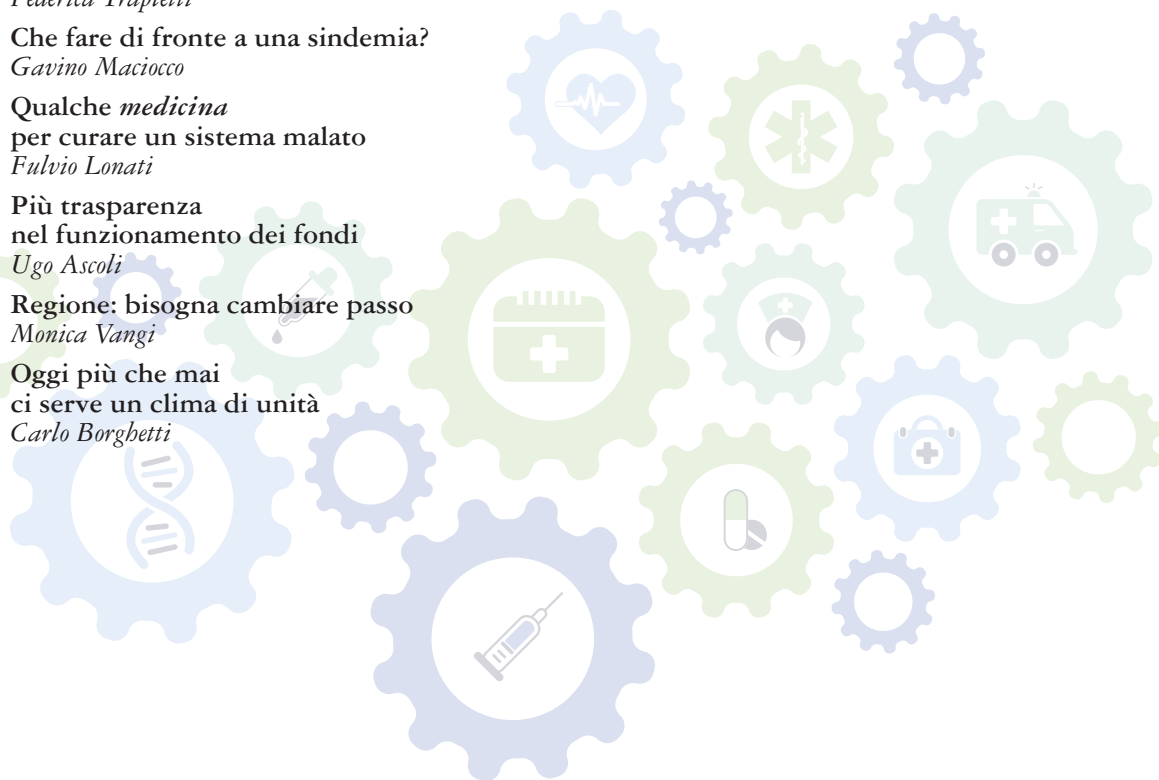 Federica Trapletti
Che fare di fronte a una sindemia?
Gavino Maciocco
Qualche medicina
per curare un sistema malato
Fulvio Lonati
Più trasparenza
nel funzionamento dei fondi
Ugo Ascoli
Regione: bisogna cambiare passo
Monica Vangi
Oggi più che mai
ci serve un clima di unità
Carlo Borghetti